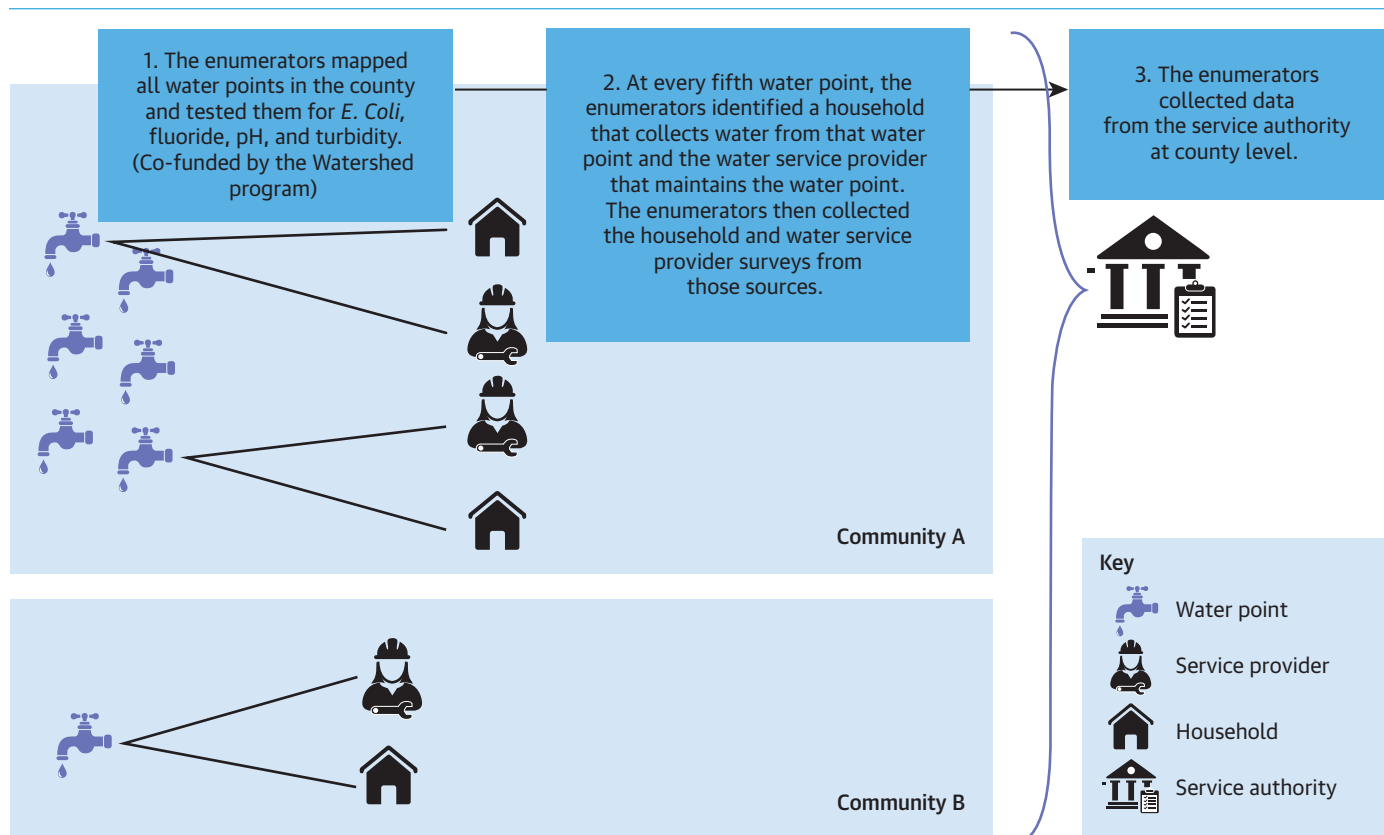 1. The enumerators mapped
all water points in the county
and tested them for E. Coli,
fluoride, pH, and turbidity.
(Co-funded by the Watershed
program)
2. At every fifth water point, the
enumerators identified a household
that collects water from that water
point and the water service provider
that maintains the water point.
The enumerators then collected
the household and water service
provider surveys from
those sources.
3. The enumerators
collected data
from the service authority
at county level.
Community A
Community B
Key
Water point
Service provider
Household
Service authority